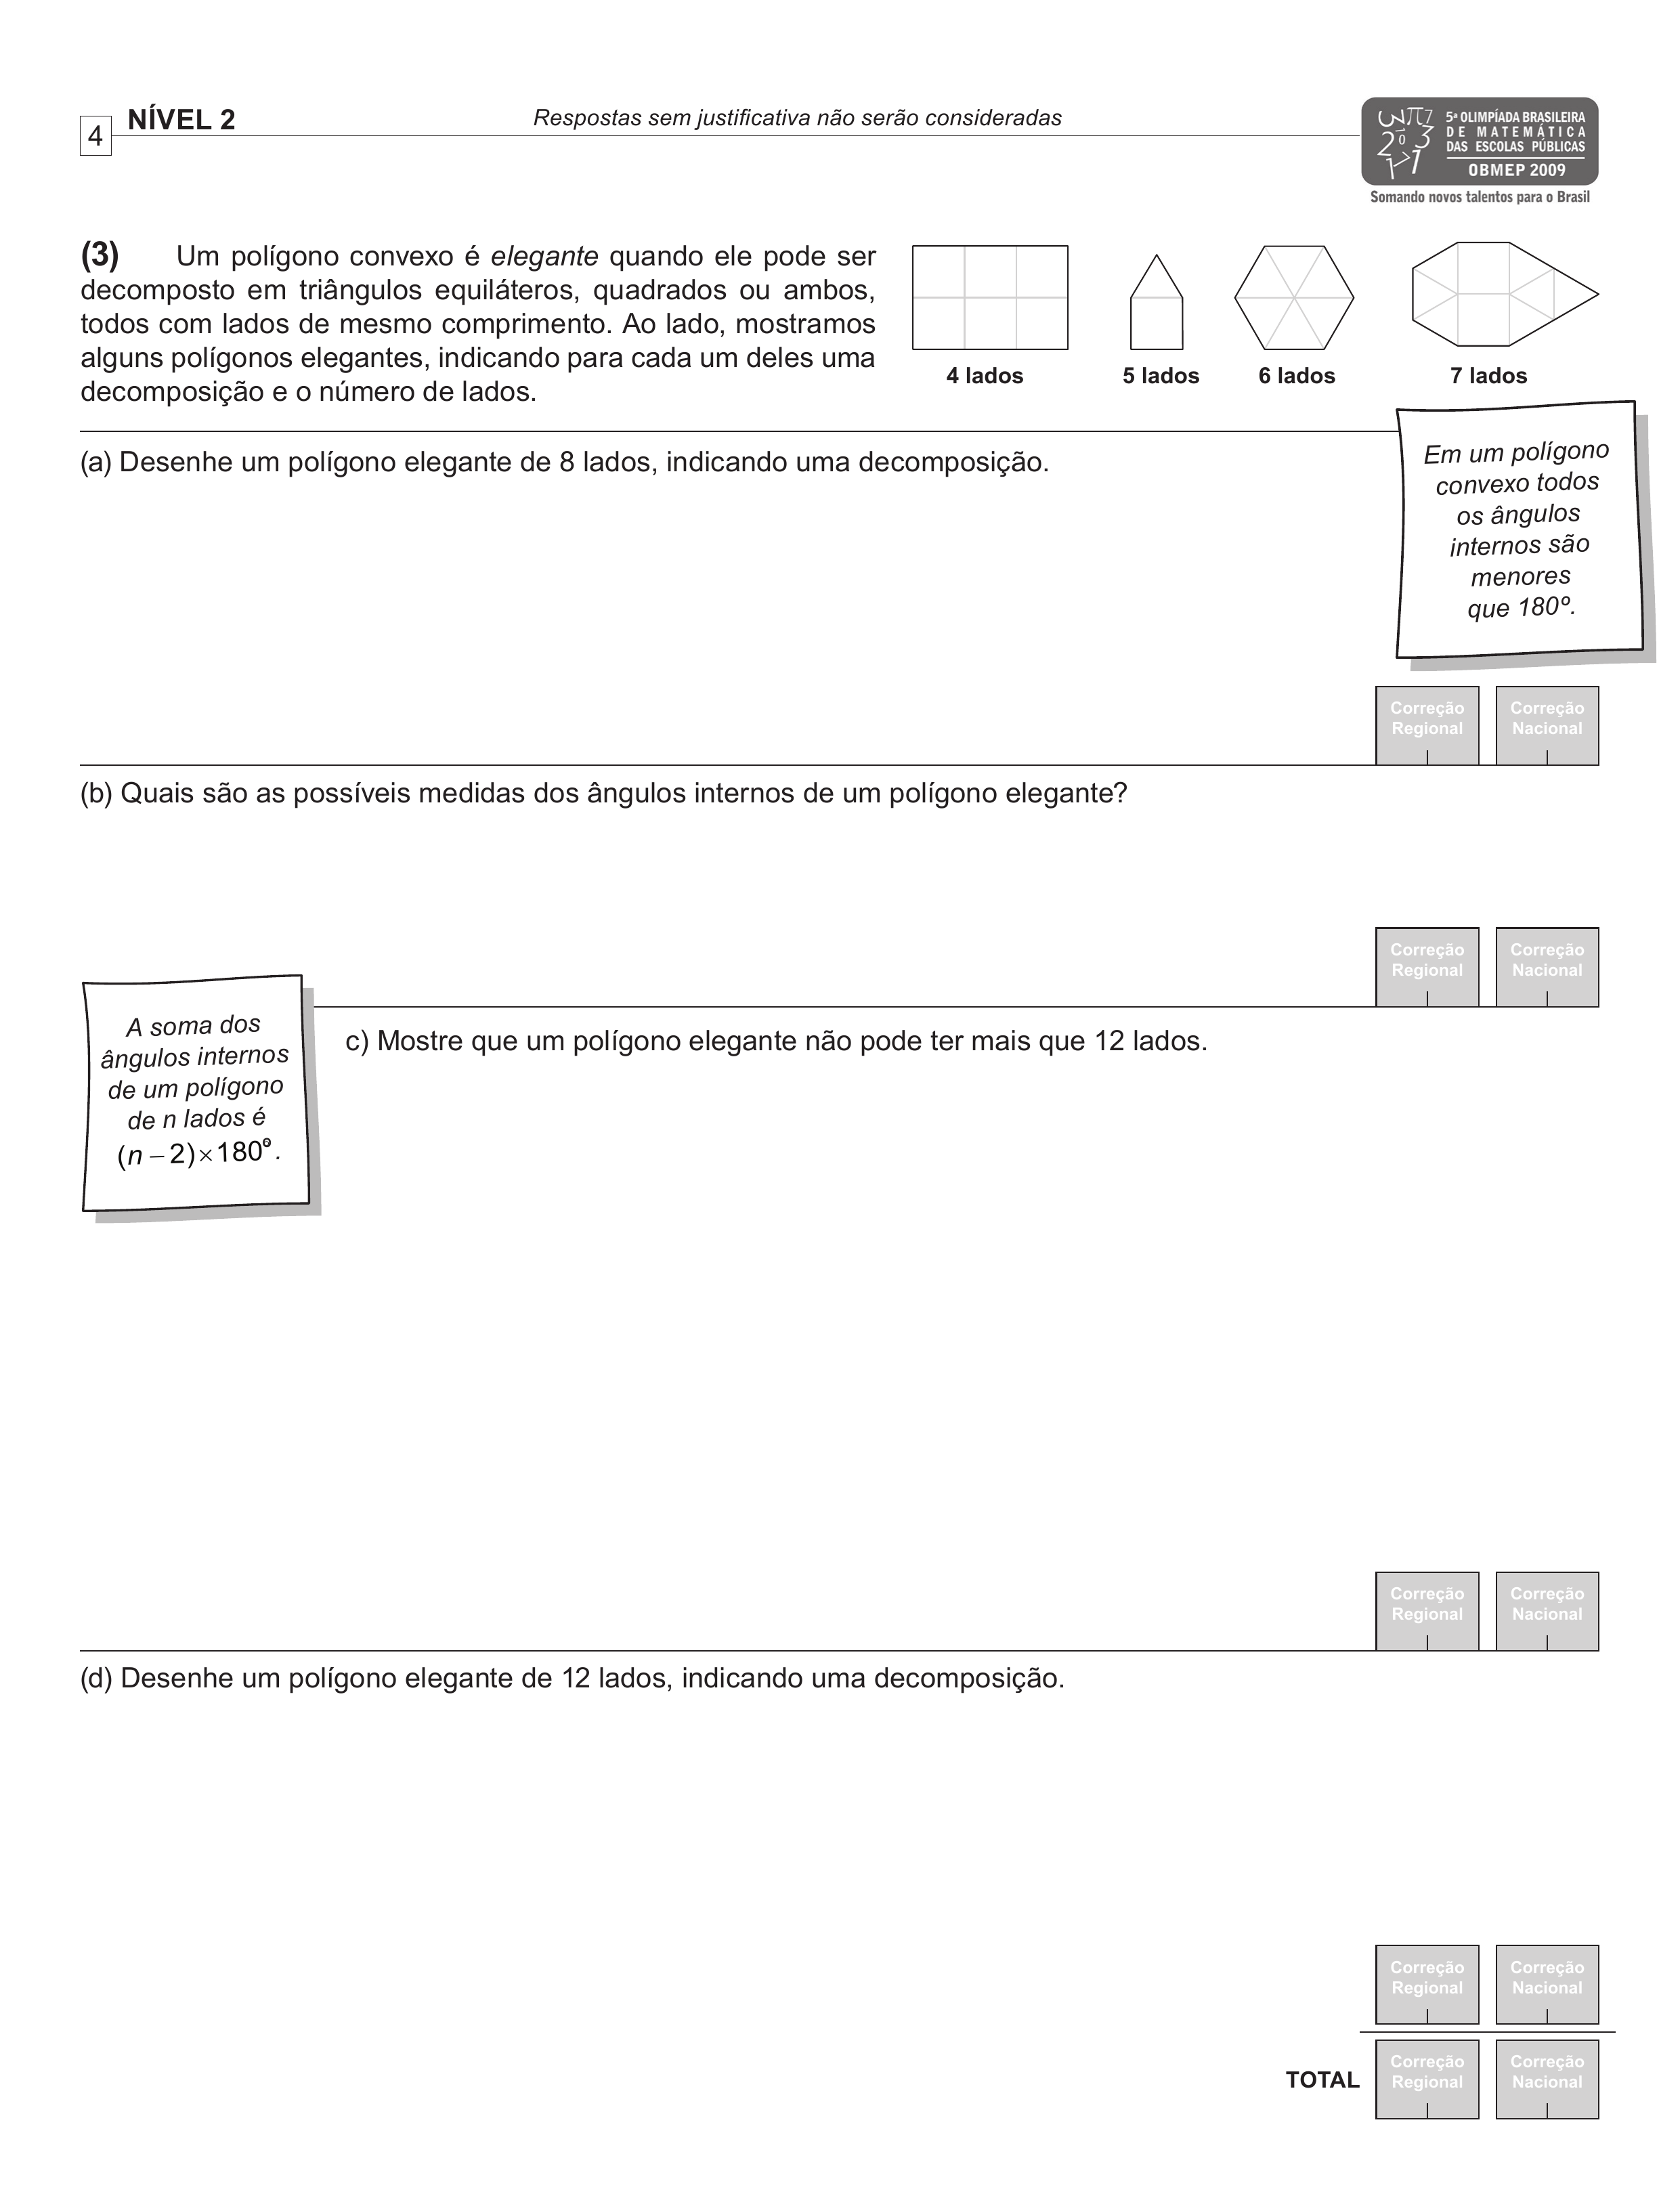 4
NÍVEL 2
Respostas sem justificativa não serão consideradas
5ª OLIMPÍADA BRASILEIRA
DE MATEMÁTICA
DAS ESCOLAS PÚBLICAS
OBMEP 2009
Somando novos talentos para o Brasil
(3) Um polígono convexo é elegante quando ele pode ser
decomposto em triângulos equiláteros, quadrados ou ambos,
todos com lados de mesmo comprimento. Ao lado, mostramos
alguns polígonos elegantes, indicando para cada um deles uma
decomposição e o número de lados.
4 lados
5 lados
6 lados
7 lados
(a) Desenhe um polígono elegante de 8 lados, indicando uma decomposição.
Em um polígono
convexo todos
os ângulos
internos são
menores
que 180º.
Correção
Regional
Correção
Nacional
(b) Quais são as possíveis medidas dos ângulos internos de um polígono elegante?
Correção
Regional
Correção
Nacional
A soma dos
ângulos internos
de um polígono
de n lados é
(n – 2)×180º.
c) Mostre que um polígono elegante não pode ter mais que 12 lados.
Correção
Regional
Correção
Nacional
(d) Desenhe um polígono elegante de 12 lados, indicando uma decomposição.
Correção
Regional
Correção
Nacional
TOTAL
Correção
Regional
Correção
Nacional